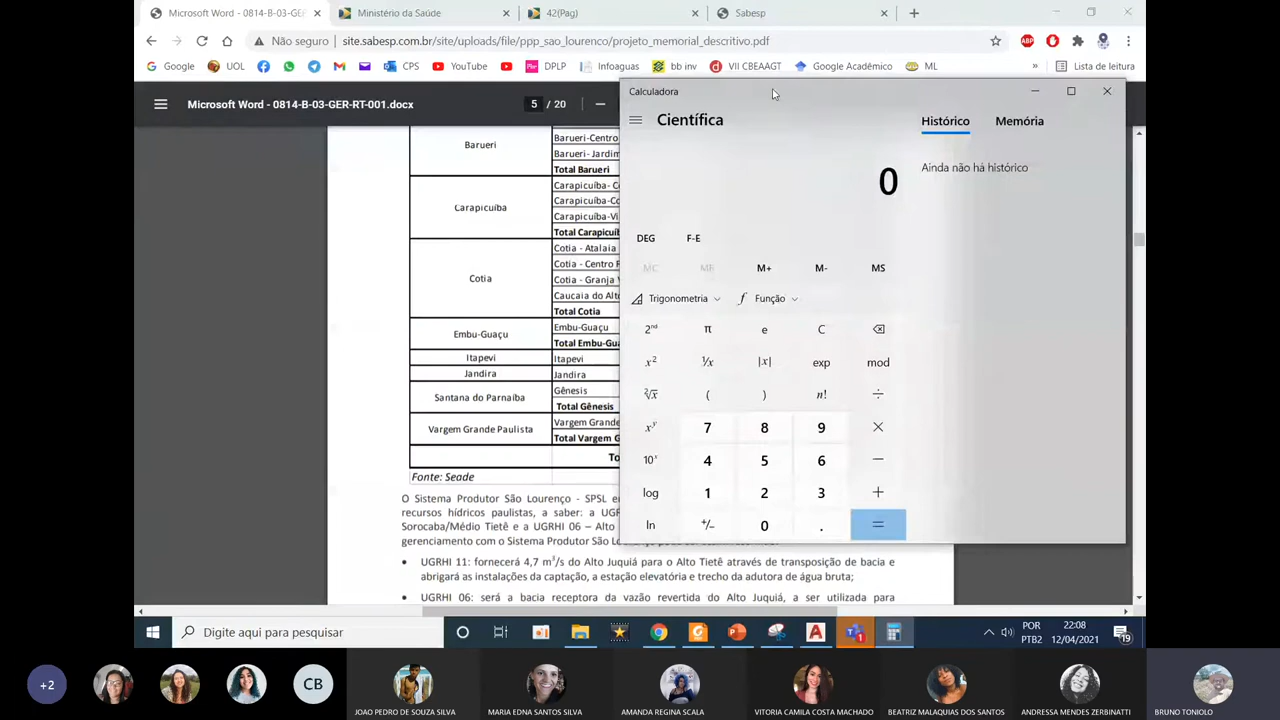 Microsoft Word - 0814-B-03-GER
Ministério da Saúde
42(Pag)
Sabesp
Não seguro
site.sabesp.com.br/site/uploads/file/ppp_sao_lourenco/projeto_memorial_descritivo.pdf
ABP
Google
UOL
CPS
YouTube
DPLP
Infoaguas
bb inv
VII CBEAAGT
Google Acadêmico
ML
»
Lista de leitura
Microsoft Word - 0814-B-03-GER-RT-001.docx
5 / 20
Barueri
Barueri-Centro
Barueri- Jardim
Total Barueri
Carapicuíba
Carapicuíba- C
Carapicuíba-Co
Carapicuíba-Vi
Total Carapicuíb
Cotia
Cotia - Atalaia
Cotia - Centro
Cotia - Granja V
Caucaia do Alto
Total Cotia
Embu-Guaçu
Embu-Guaçu
Total Embu-Gua
Itapevi
Itapevi
Jandira
Jandira
Santana do Parnaíba
Gênesis
Total Gênesis
Vargem Grande Paulista
Vargem Grande
Total Vargem G
To
Fonte: Seade
O Sistema Produtor São Lourenço - SPSL
recursos hídricos paulistas, a saber: a UG
Sorocaba/Médio Tietê e a UGRHI 06 – Alto
gerenciamento com o Sistema Produtor São
• UGRHI 11: fornecerá 4,7 m³/s do Alto Juquiá para o Alto Tietê através de transposição de bacia e
abrigará as instalações da captação, a estação elevatória e trecho da adutora de água bruta;
• UGRHI 06: será a bacia receptora da vazão revertida do Alto Juquiá, a ser utilizada para
Calculadora
Científica
Histórico
Memória
Ainda não há histórico
0
DEG
F-E
MC
MR
M+
M-
MS
Trigonometria
f Função
2ⁿᵈ
π
e
C
x²
¹/x
|x|
exp
mod
²√x
(
)
n!
÷
xʸ
7
8
9
×
10ˣ
4
5
6
−
log
1
2
3
+
ln
+/−
0
.
=
Digite aqui para pesquisar
POR
PTB2
22:08
12/04/2021
19
+2
CB
JOAO PEDRO DE SOUZA SILVA
MARIA EDNA SANTOS SILVA
AMANDA REGINA SCALA
VITORIA CAMILA COSTA MACHADO
BEATRIZ MALAQUIAS DOS SANTOS
ANDRESSA MENDES ZERBINATTI
BRUNO TONIOLO